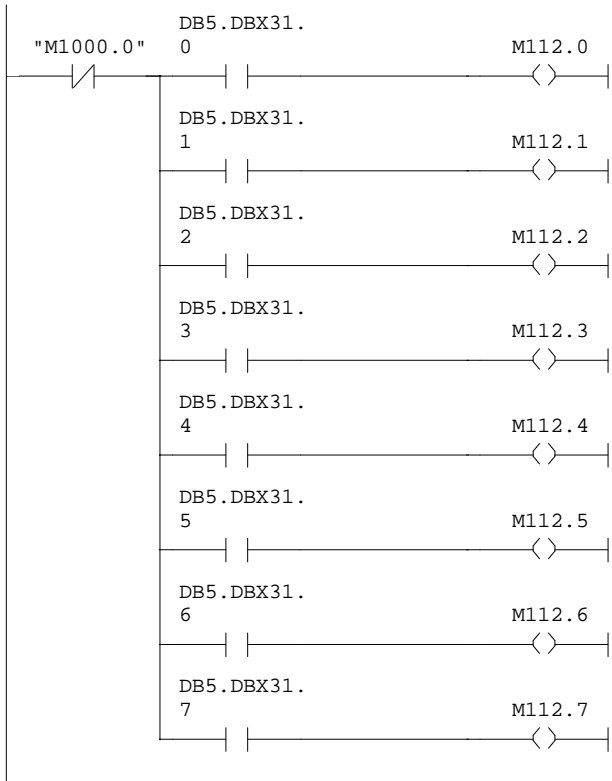 DB5.DBX31.
"M1000.0" 0 M112.0
DB5.DBX31.
1 M112.1
DB5.DBX31.
2 M112.2
DB5.DBX31.
3 M112.3
DB5.DBX31.
4 M112.4
DB5.DBX31.
5 M112.5
DB5.DBX31.
6 M112.6
DB5.DBX31.
7 M112.7